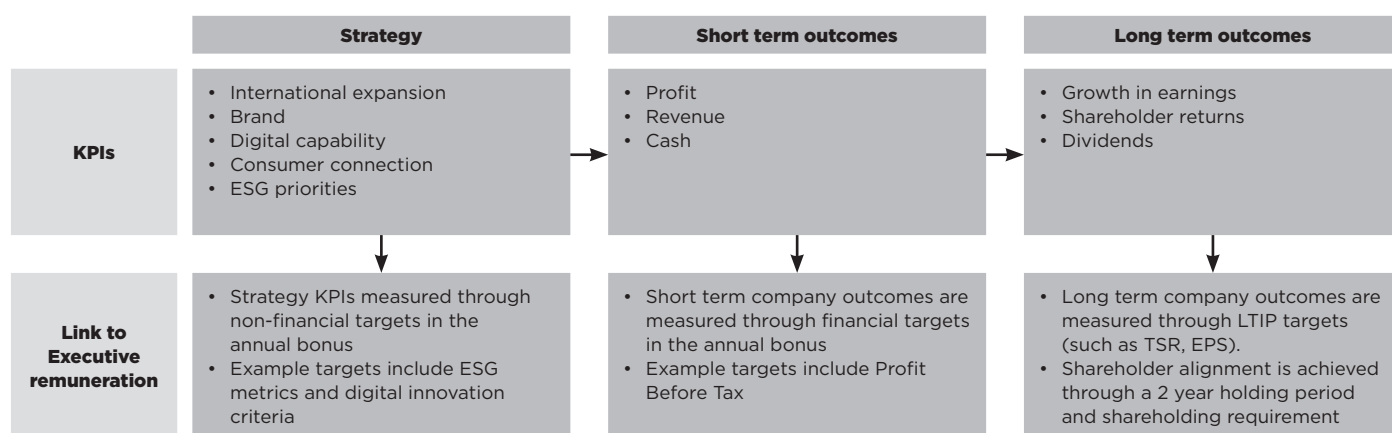 Strategy
Short term outcomes
Long term outcomes
KPIs
• International expansion
• Brand
• Digital capability
• Consumer connection
• ESG priorities
• Profit
• Revenue
• Cash
• Growth in earnings
• Shareholder returns
• Dividends
Link to
Executive
remuneration
• Strategy KPIs measured through
non-financial targets in the
annual bonus
• Example targets include ESG
metrics and digital innovation
criteria
• Short term company outcomes are
measured through financial targets
in the annual bonus
• Example targets include Profit
Before Tax
• Long term company outcomes are
measured through LTIP targets
(such as TSR, EPS).
• Shareholder alignment is achieved
through a 2 year holding period
and shareholding requirement